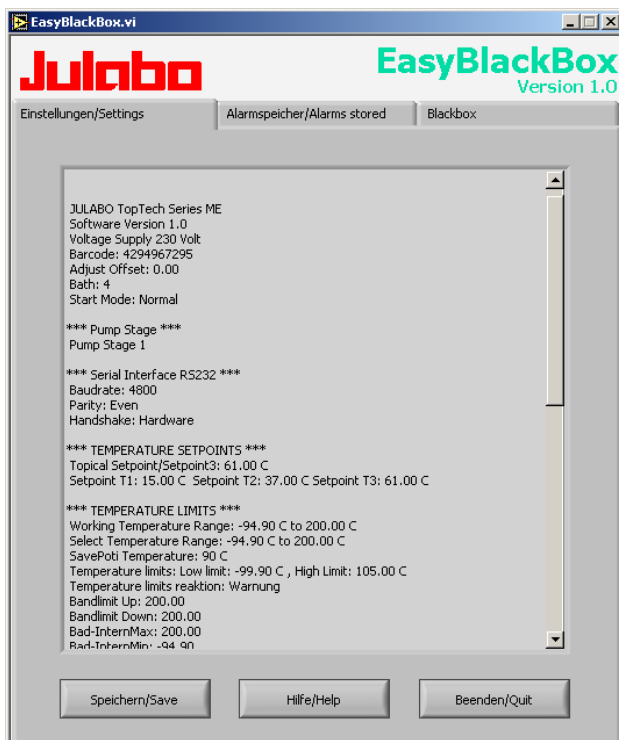 EasyBlackBox.vi
Julabo
EasyBlackBox
Version 1.0
Einstellungen/Settings
Alarmspeicher/Alarms stored
Blackbox
JULABO TopTech Series ME
Software Version 1.0
Voltage Supply 230 Volt
Barcode: 4294967295
Adjust Offset: 0.00
Bath: 4
Start Mode: Normal
*** Pump Stage ***
Pump Stage 1
*** Serial Interface RS232 ***
Baudrate: 4800
Parity: Even
Handshake: Hardware
*** TEMPERATURE SETPOINTS ***
Topical Setpoint/Setpoint3: 61.00 C
Setpoint T1: 15.00 C Setpoint T2: 37.00 C Setpoint T3: 61.00 C
*** TEMPERATURE LIMITS ***
Working Temperature Range: -94.90 C to 200.00 C
Select Temperature Range: -94.90 C to 200.00 C
SavePoti Temperature: 90 C
Temperature limits: Low limit: -99.90 C , High Limit: 105.00 C
Temperature limits reaktion: Warnung
Bandlimit Up: 200.00
Bandlimit Down: 200.00
Bad-InternMax: 200.00
Bad-InternMin: -94.90
Speichern/Save
Hilfe/Help
Beenden/Quit